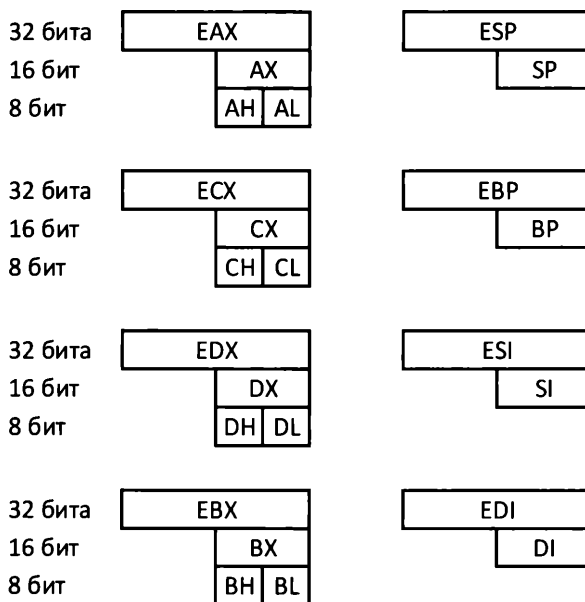 32 бита EAX ESP
16 бит AX SP
8 бит AH AL
32 бита ECX EBP
16 бит CX BP
8 бит CH CL
32 бита EDX ESI
16 бит DX SI
8 бит DH DL
32 бита EBX EDI
16 бит BX DI
8 бит BH BL